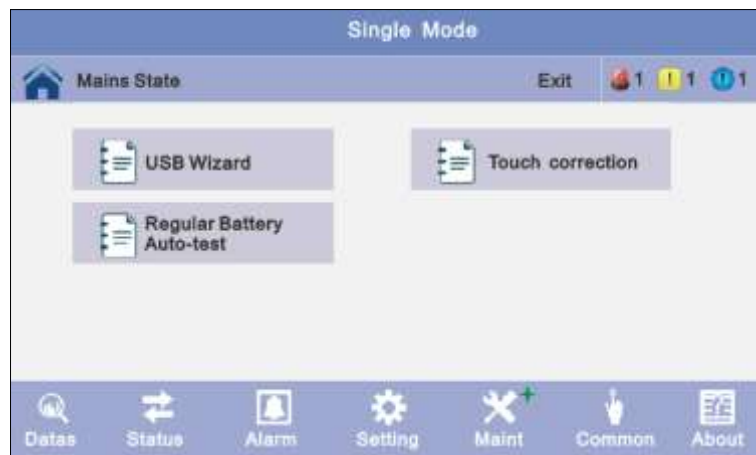 Single Mode
Mains State Exit 1 1 1
USB Wizard
Touch correction
Regular Battery
Auto-test
Datas Status Alarm Setting Maint Common About